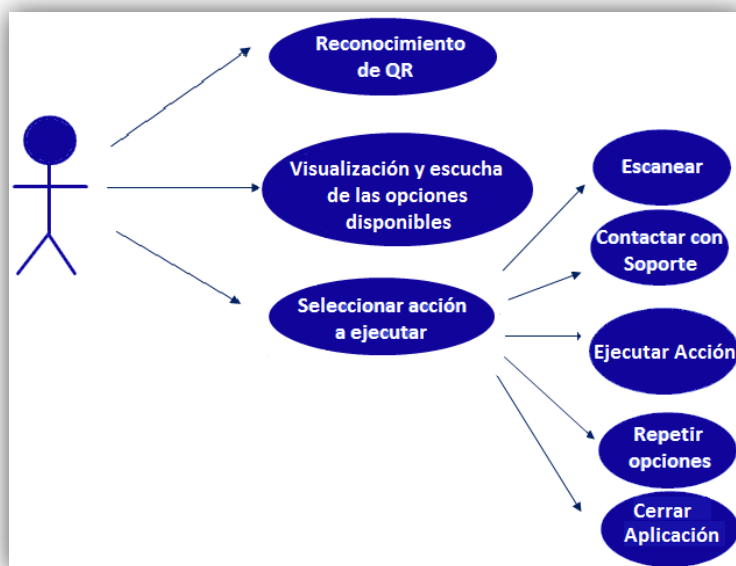 Reconocimiento
de QR
Visualización y escucha
de las opciones
disponibles
Seleccionar acción
a ejecutar
Escanear
Contactar con
Soporte
Ejecutar Acción
Repetir
opciones
Cerrar
Aplicación